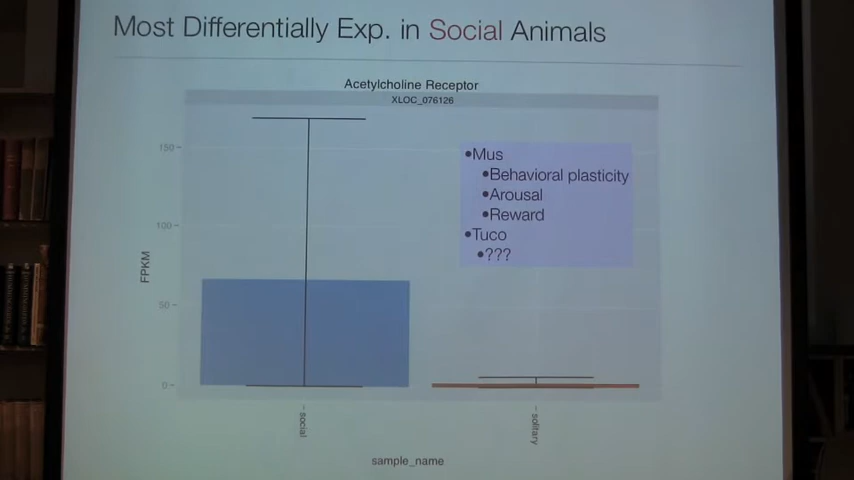 Most Differentially Exp. in Social Animals
Acetylcholine Receptor
XLOC_076126
150
100
50
0
FPKM
•Mus
•Behavioral plasticity
•Arousal
•Reward
•Tuco
•???
social
solitary
sample_name